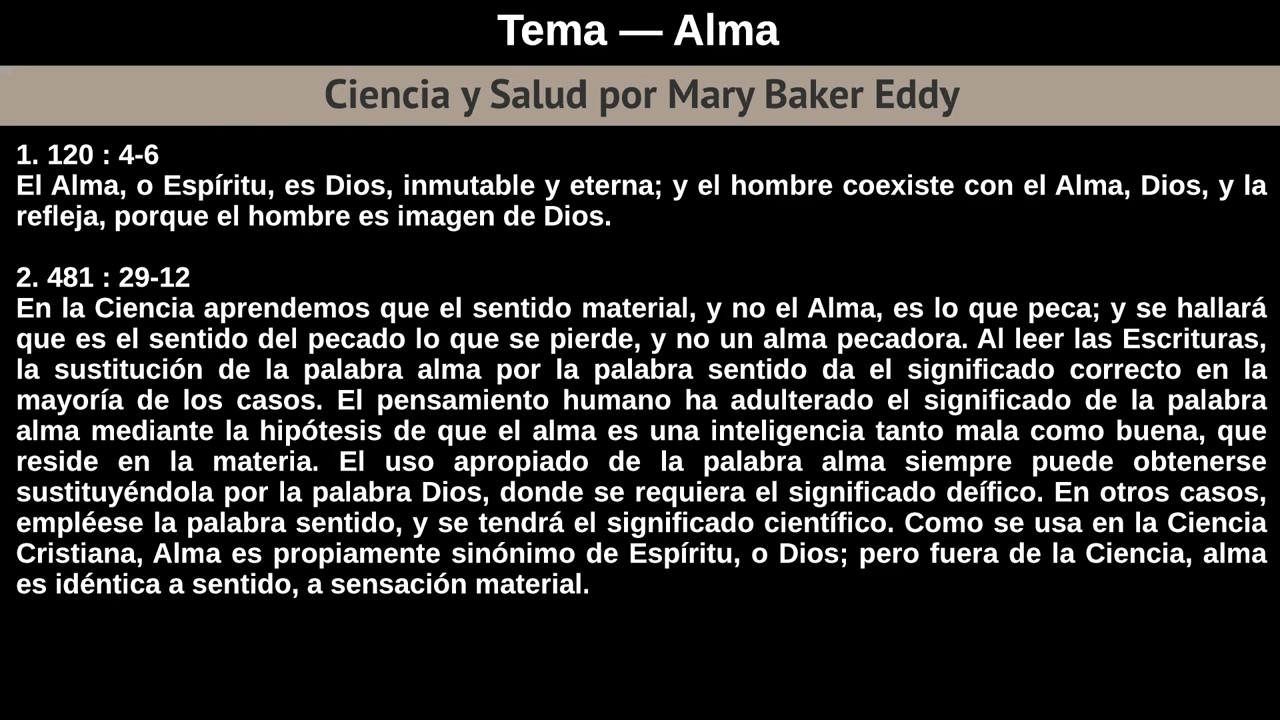 Tema — Alma
Ciencia y Salud por Mary Baker Eddy
1. 120 : 4-6
El Alma, o Espíritu, es Dios, inmutable y eterna; y el hombre coexiste con el Alma, Dios, y la
refleja, porque el hombre es imagen de Dios.
2. 481 : 29-12
En la Ciencia aprendemos que el sentido material, y no el Alma, es lo que peca; y se hallará
que es el sentido del pecado lo que se pierde, y no un alma pecadora. Al leer las Escrituras,
la sustitución de la palabra alma por la palabra sentido da el significado correcto en la
mayoría de los casos. El pensamiento humano ha adulterado el significado de la palabra
alma mediante la hipótesis de que el alma es una inteligencia tanto mala como buena, que
reside en la materia. El uso apropiado de la palabra alma siempre puede obtenerse
sustituyéndola por la palabra Dios, donde se requiera el significado deífico. En otros casos,
empléese la palabra sentido, y se tendrá el significado científico. Como se usa en la Ciencia
Cristiana, Alma es propiamente sinónimo de Espíritu, o Dios; pero fuera de la Ciencia, alma
es idéntica a sentido, a sensación material.